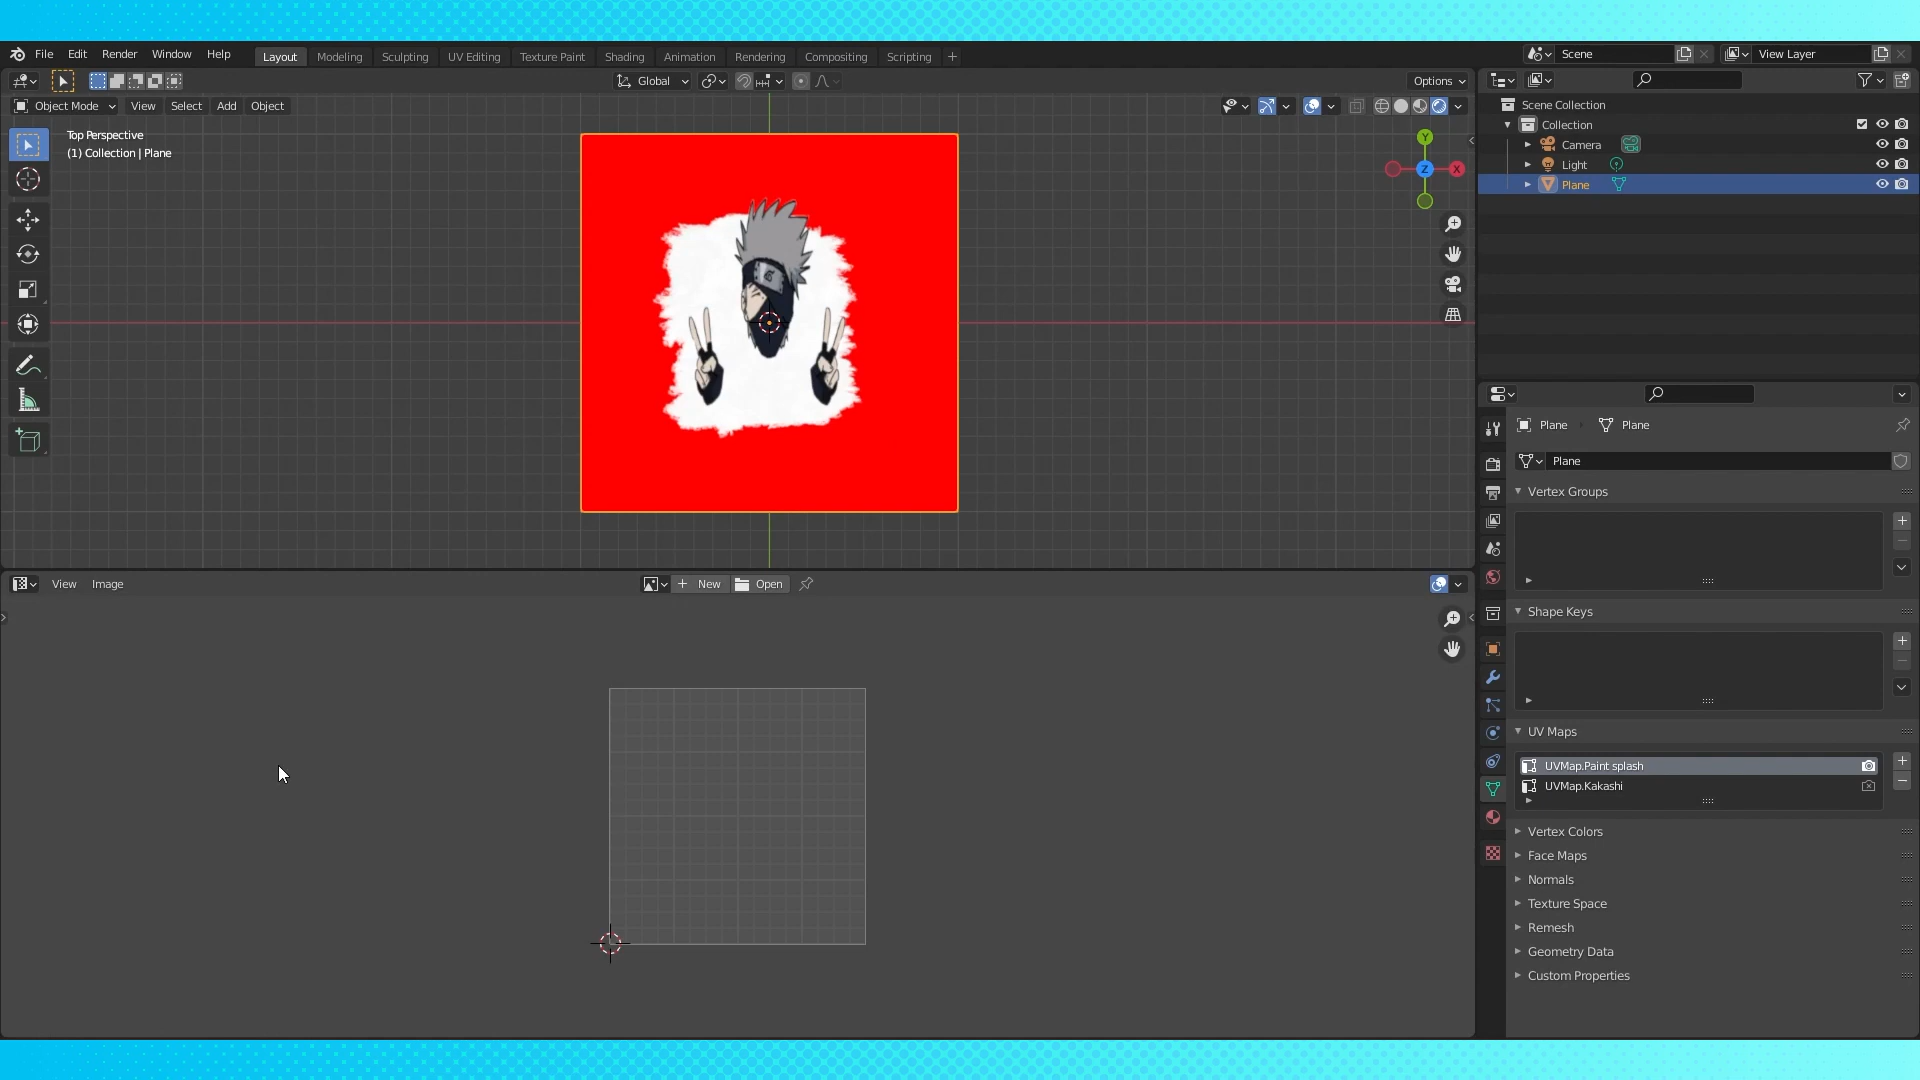 File Edit Render Window Help Layout Modeling Sculpting UV Editing Texture Paint Shading Animation Rendering Compositing Scripting + Scene View Layer
Global Options
Object Mode View Select Add Object
Top Perspective
(1) Collection | Plane
Y
Z X
Scene Collection
Collection
Camera
Light
Plane
Plane Plane
Plane
Vertex Groups
Shape Keys
UV Maps
UVMap.Paint splash
UVMap.Kakashi
Vertex Colors
Face Maps
Normals
Texture Space
Remesh
Geometry Data
Custom Properties
View Image + New Open